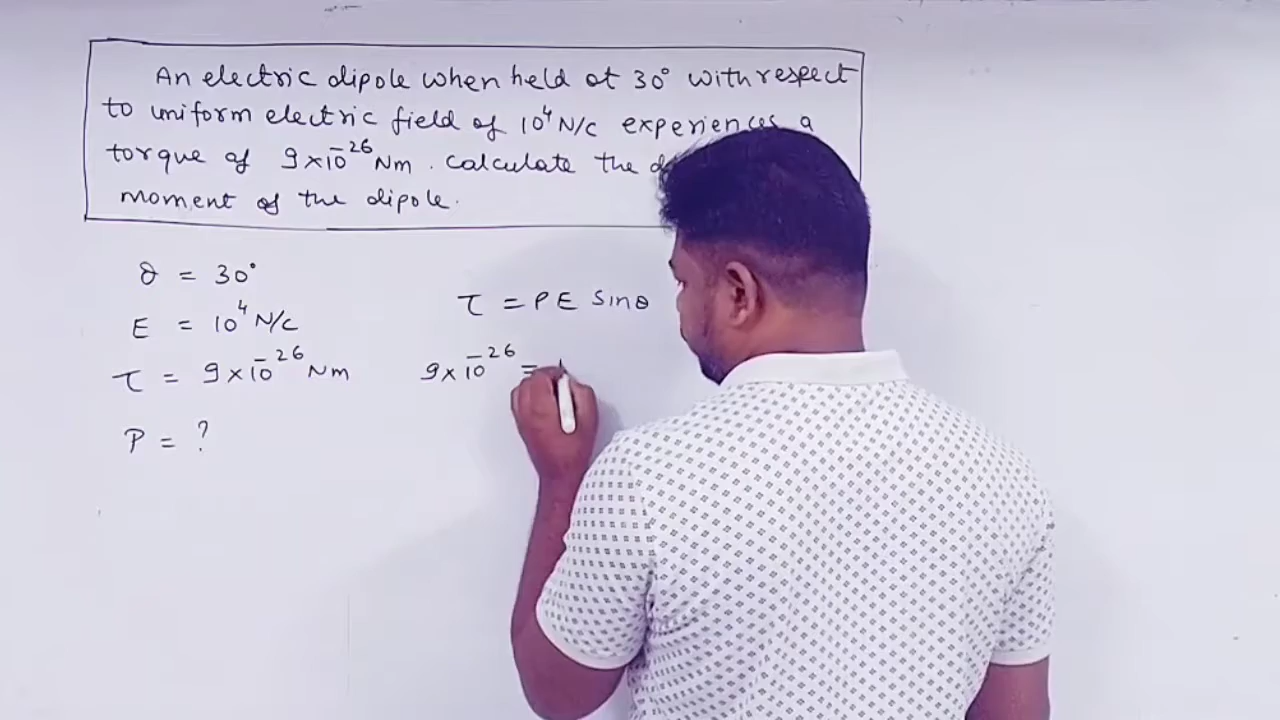 An electric dipole when held at 30° with respect
to uniform electric field of 10⁴ N/C experiences a
torque of 9×10⁻²⁶ Nm. Calculate the
moment of the dipole.
θ = 30°
E = 10⁴ N/C
τ = 9×10⁻²⁶ Nm
P = ?
τ = PE Sinθ
9×10⁻²⁶ =